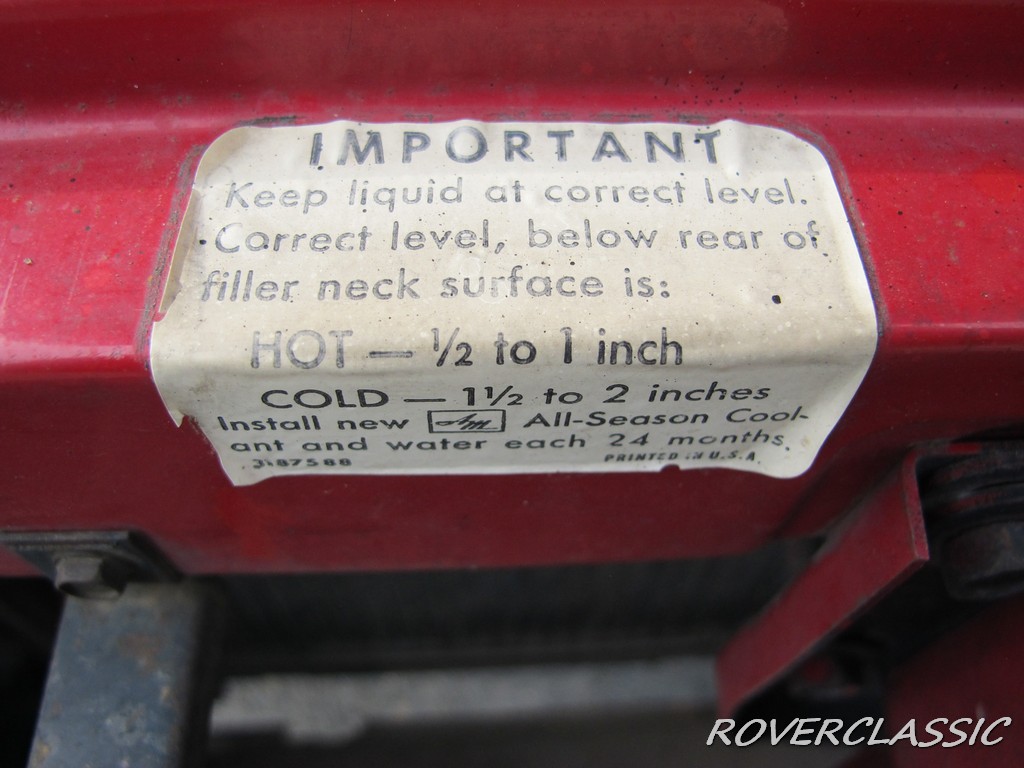 IMPORTANT
Keep liquid at correct level.
Correct level, below rear of
filler neck surface is:
HOT — ½ to 1 inch
COLD — 1½ to 2 inches
Install new AM All-Season Cool-
ant and water each 24 months.
3187588 PRINTED IN U.S.A.
ROVERCLASSIC